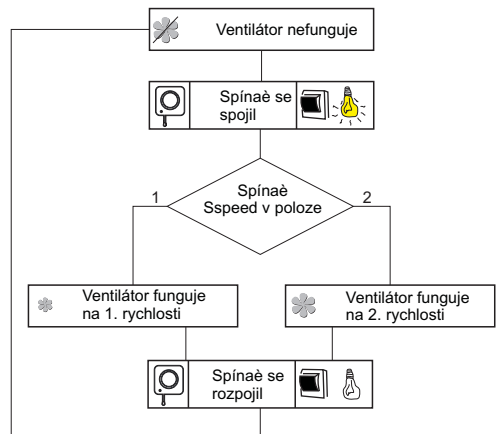 Ventilátor nefunguje
Spínaè se
spojil
Spínaè
Sspeed v poloze
1
2
Ventilátor funguje
na 1. rychlosti
Ventilátor funguje
na 2. rychlosti
Spínaè se
rozpojil